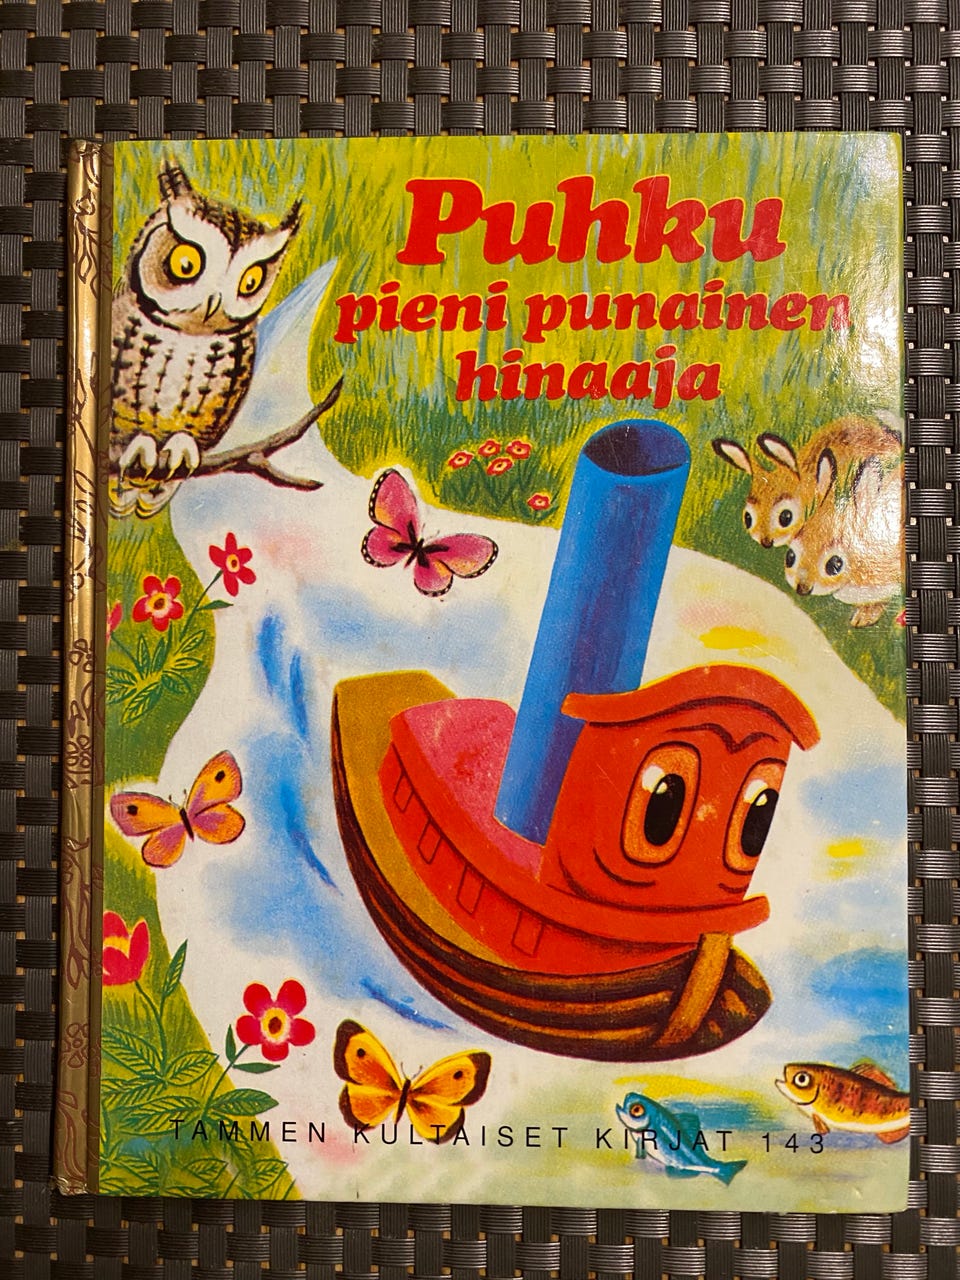 Puhku
pieni punainen
hinaaja
TAMMEN KULTAISET KIRJAT 143